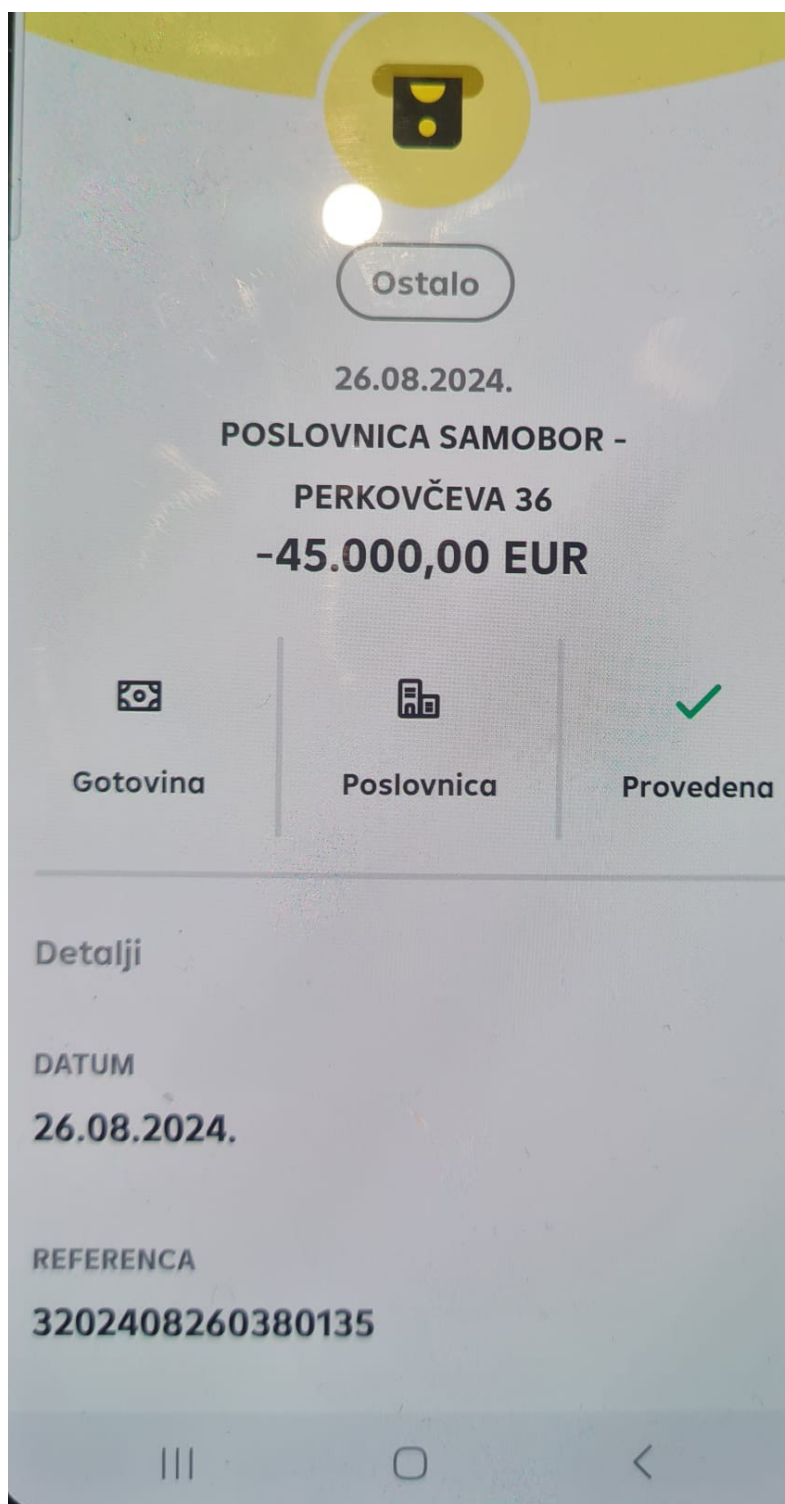 Ostalo
26.08.2024.
POSLOVNICA SAMOBOR -
PERKOVČEVA 36
-45.000,00 EUR
Gotovina
Poslovnica
Provedena
Detalji
DATUM
26.08.2024.
REFERENCA
3202408260380135